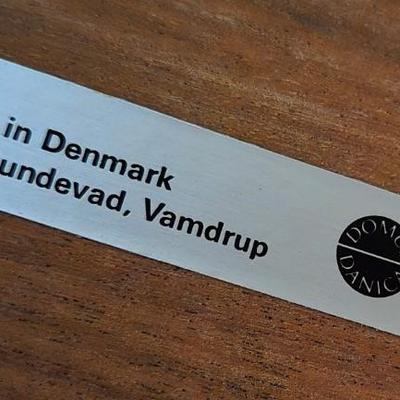 in Denmark
undevad, Vamdrup
DOMU
DANICA